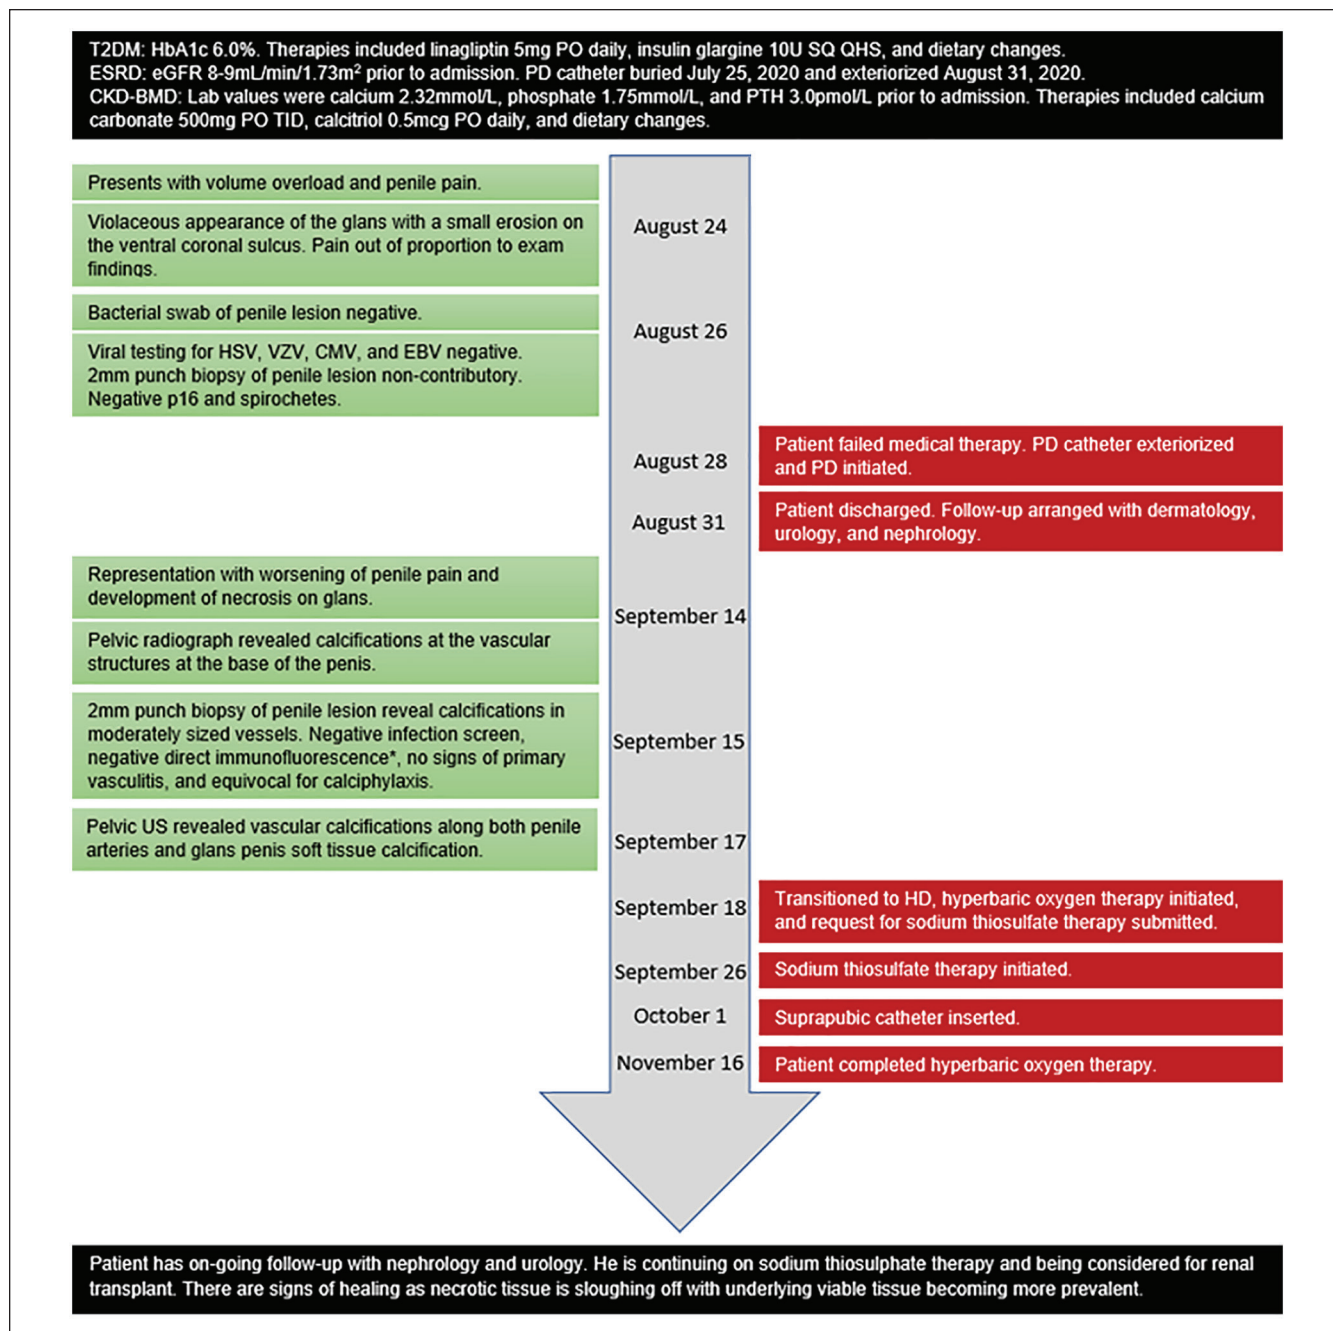 T2DM: HbA1c 6.0%. Therapies included linagliptin 5mg PO daily, insulin glargine 10U SQ QHS, and dietary changes.
ESRD: eGFR 8-9mL/min/1.73m² prior to admission. PD catheter buried July 25, 2020 and exteriorized August 31, 2020.
CKD-BMD: Lab values were calcium 2.32mmol/L, phosphate 1.75mmol/L, and PTH 3.0pmol/L prior to admission. Therapies included calcium
carbonate 500mg PO TID, calcitriol 0.5mcg PO daily, and dietary changes.
Presents with volume overload and penile pain.
Violaceous appearance of the glans with a small erosion on
the ventral coronal sulcus. Pain out of proportion to exam
findings.
August 24
Bacterial swab of penile lesion negative.
Viral testing for HSV, VZV, CMV, and EBV negative.
2mm punch biopsy of penile lesion non-contributory.
Negative p16 and spirochetes.
August 26
August 28
Patient failed medical therapy. PD catheter exteriorized
and PD initiated.
August 31
Patient discharged. Follow-up arranged with dermatology,
urology, and nephrology.
Representation with worsening of penile pain and
development of necrosis on glans.
Pelvic radiograph revealed calcifications at the vascular
structures at the base of the penis.
September 14
2mm punch biopsy of penile lesion reveal calcifications in
moderately sized vessels. Negative infection screen,
negative direct immunofluorescence*, no signs of primary
vasculitis, and equivocal for calciphylaxis.
September 15
Pelvic US revealed vascular calcifications along both penile
arteries and glans penis soft tissue calcification.
September 17
September 18
Transitioned to HD, hyperbaric oxygen therapy initiated,
and request for sodium thiosulfate therapy submitted.
September 26
Sodium thiosulfate therapy initiated.
October 1
Suprapubic catheter inserted.
November 16
Patient completed hyperbaric oxygen therapy.
Patient has on-going follow-up with nephrology and urology. He is continuing on sodium thiosulphate therapy and being considered for renal
transplant. There are signs of healing as necrotic tissue is sloughing off with underlying viable tissue becoming more prevalent.